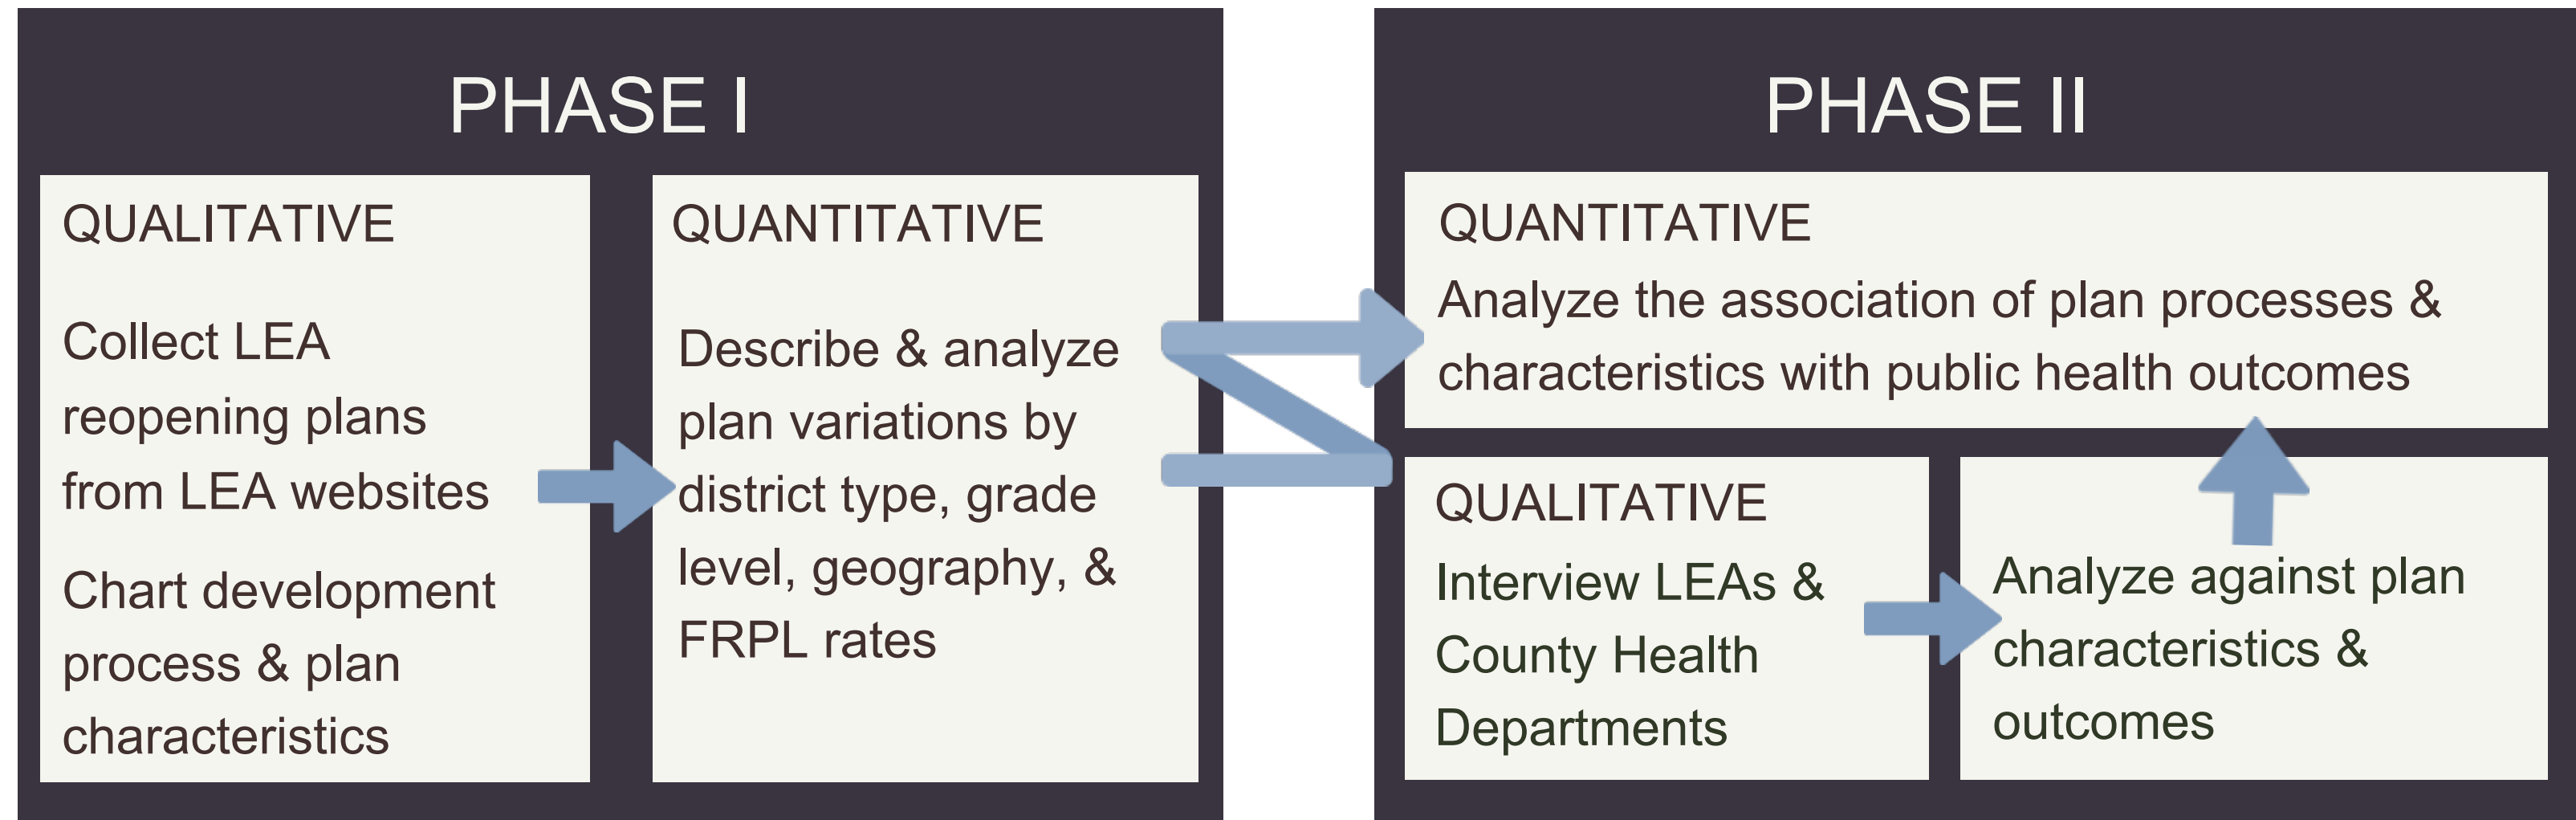 PHASE I
QUALITATIVE
Collect LEA
reopening plans
from LEA websites
Chart development
process & plan
characteristics
QUANTITATIVE
Describe & analyze
plan variations by
district type, grade
level, geography, &
FRPL rates
PHASE II
QUANTITATIVE
Analyze the association of plan processes &
characteristics with public health outcomes
QUALITATIVE
Interview LEAs &
County Health
Departments
Analyze against plan
characteristics &
outcomes